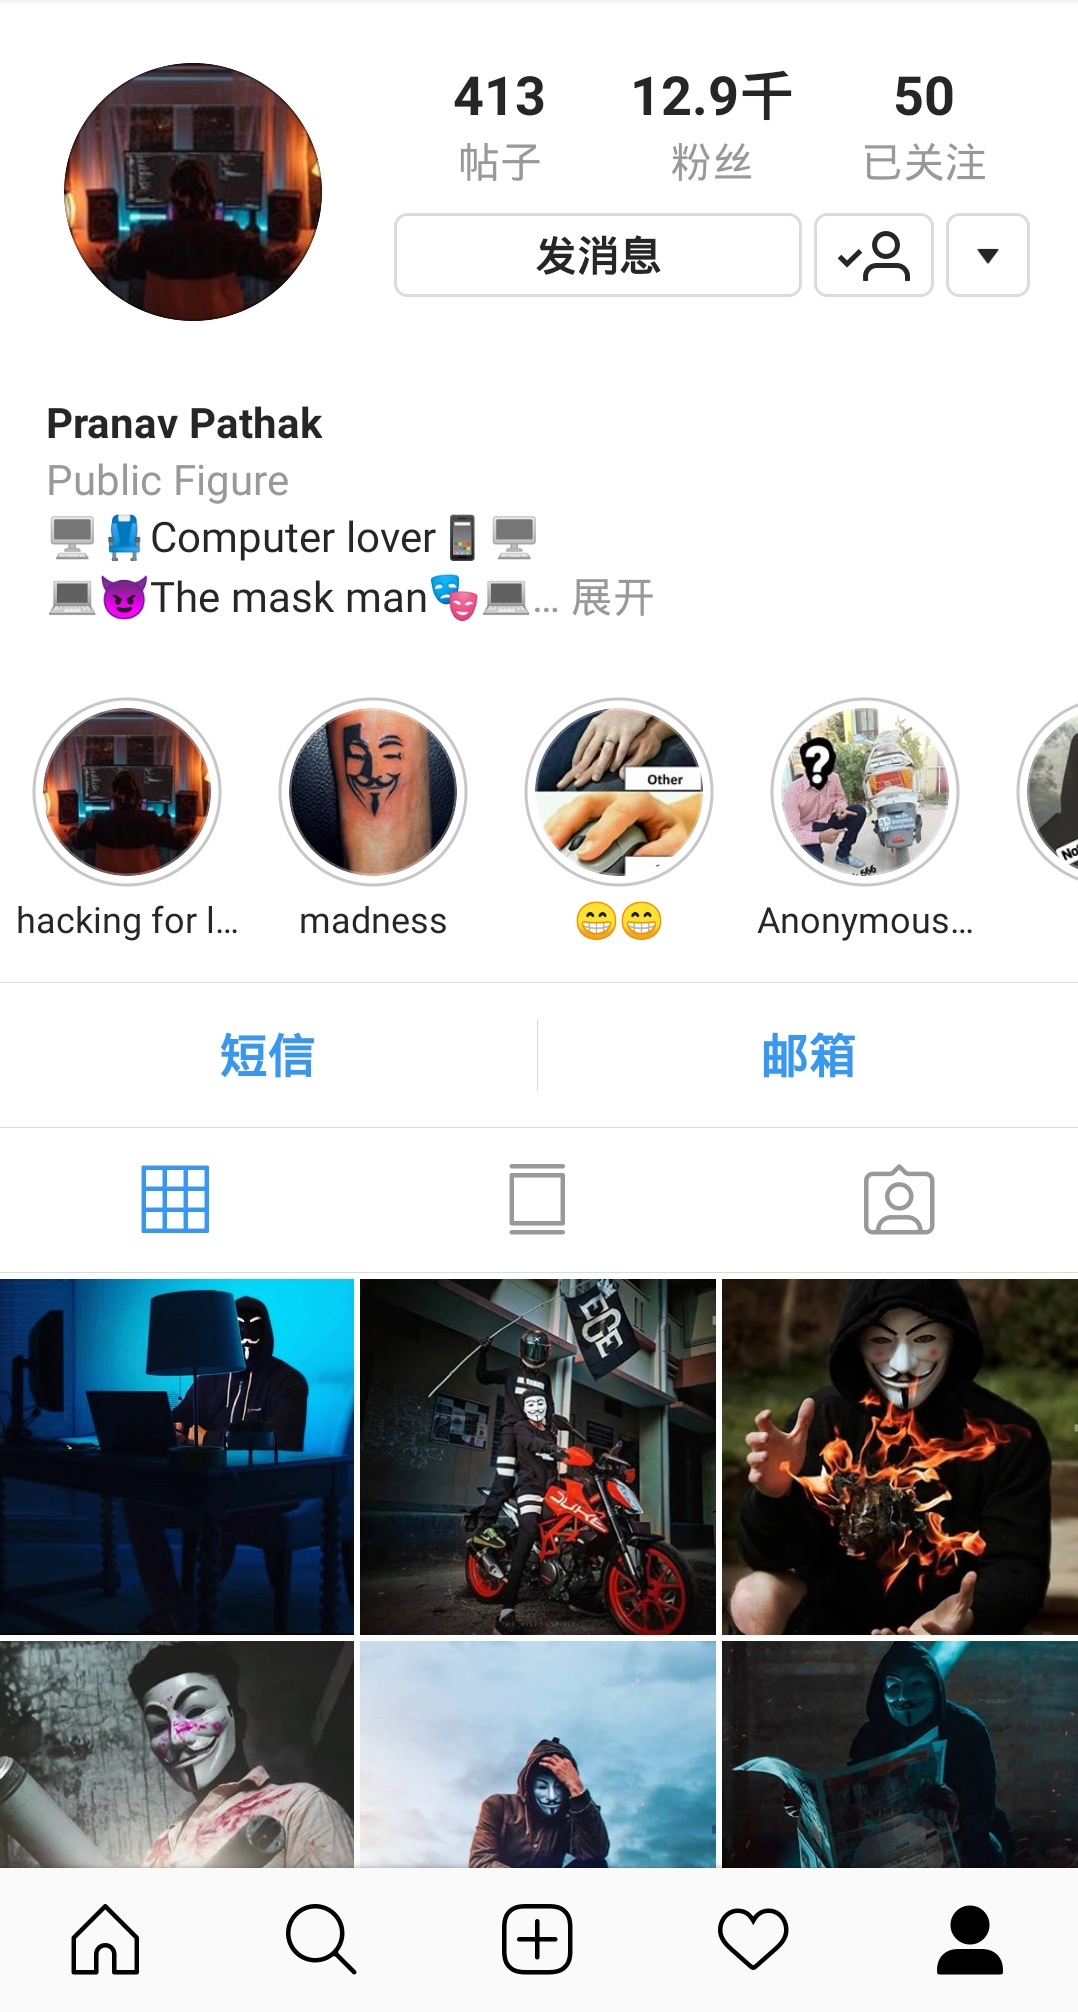 413
12.9千
50
帖子
粉丝
已关注
发消息
Pranav Pathak
Public Figure
🖥️💺Computer lover📱🖥️
💻😈The mask man🎭💻... 展开
Other
?
666
No
hacking for l...
madness
😁😁
Anonymous...
短信
邮箱
ECE
DUKE